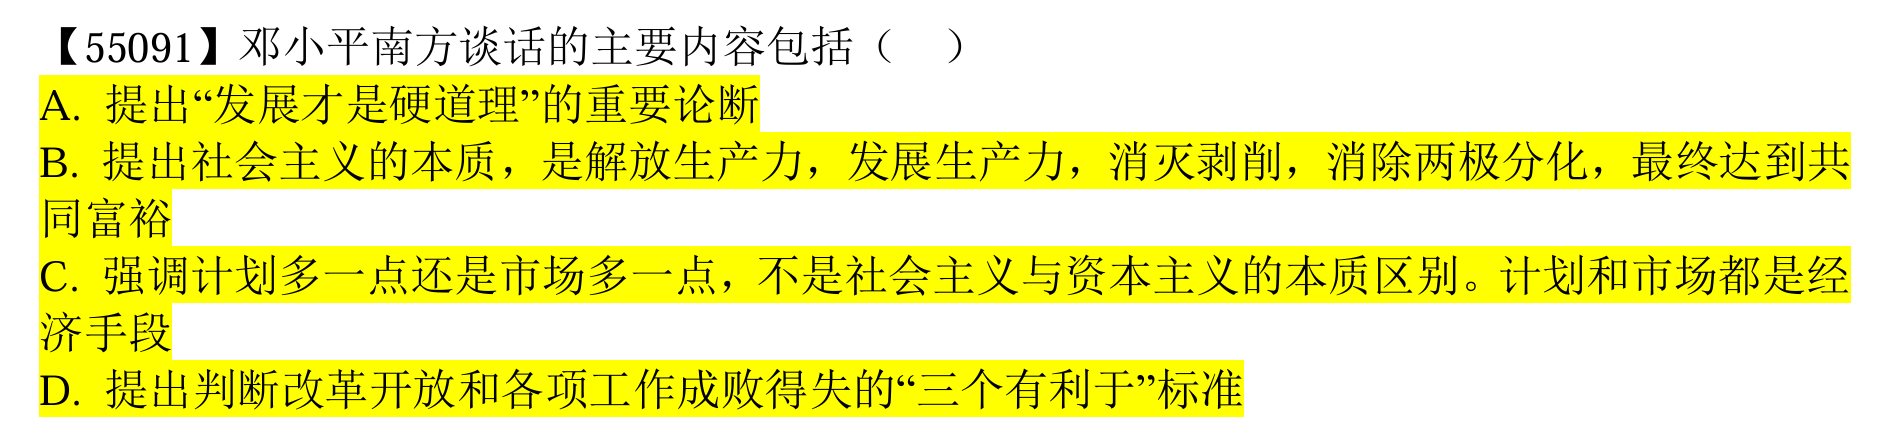 【55091】邓小平南方谈话的主要内容包括（　）
A. 提出“发展才是硬道理”的重要论断
B. 提出社会主义的本质，是解放生产力，发展生产力，消灭剥削，消除两极分化，最终达到共
同富裕
C. 强调计划多一点还是市场多一点，不是社会主义与资本主义的本质区别。计划和市场都是经
济手段
D. 提出判断改革开放和各项工作成败得失的“三个有利于”标准